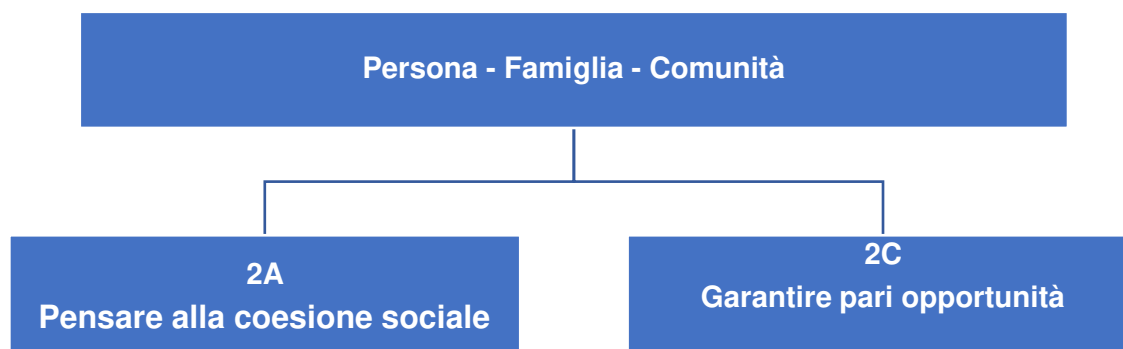 Persona - Famiglia - Comunità
2A
Pensare alla coesione sociale
2C
Garantire pari opportunità